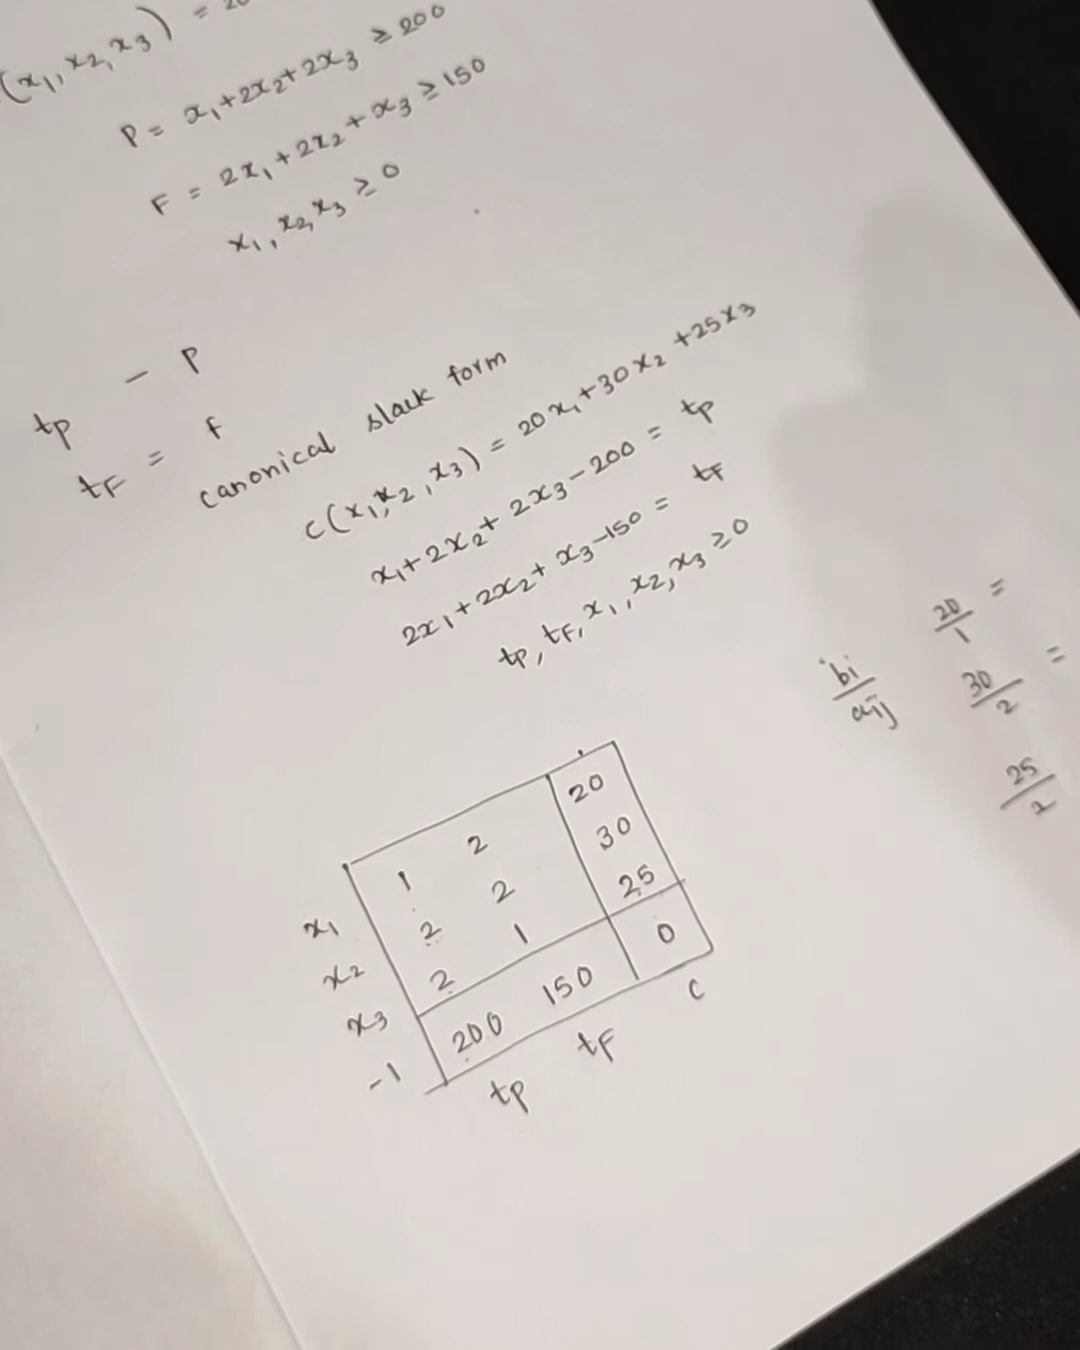 (x₁, x₂, x₃) = 20
P = x₁ + 2x₂ + 2x₃ ≥ 200
F = 2x₁ + 2x₂ + x₃ ≥ 150
x₁, x₂, x₃ ≥ 0
tp - P
tF = f
canonical slack form
c(x₁, x₂, x₃) = 20x₁ + 30x₂ + 25x₃
x₁ + 2x₂ + 2x₃ - 200 = tp
2x₁ + 2x₂ + x₃ - 150 = tF
tp, tF, x₁, x₂, x₃ ≥ 0
bi/aij
20/1 =
30/2 =
25/2
x₁ 1 2 20
x₂ 2 2 30
x₃ 2 1 25
-1 200 150 0
tp tF c